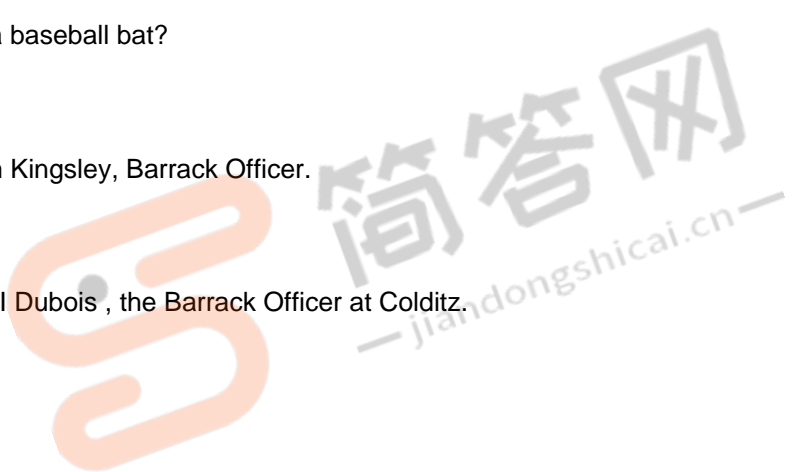 a baseball bat?
n Kingsley, Barrack Officer.
简答网
l Dubois , the Barrack Officer at Colditz.
— jiandongshicai.cn —